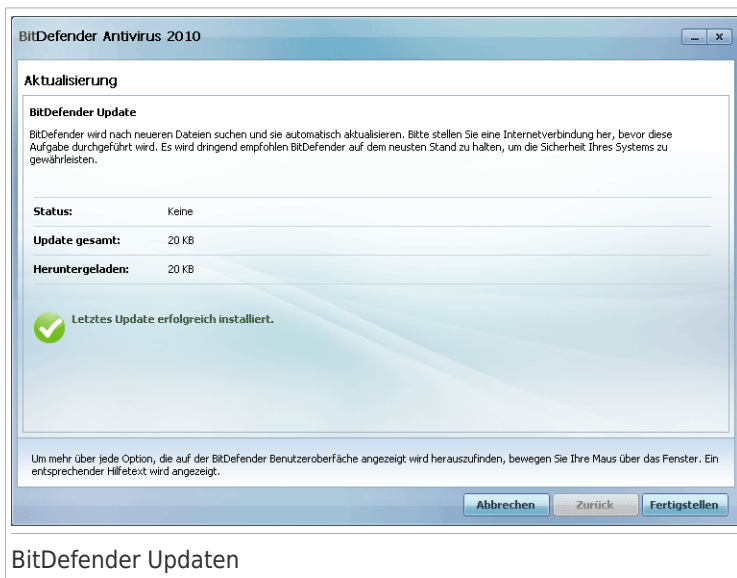 BitDefender Antivirus 2010
Aktualisierung
BitDefender Update
BitDefender wird nach neueren Dateien suchen und sie automatisch aktualisieren. Bitte stellen Sie eine Internetverbindung her, bevor diese
Aufgabe durchgeführt wird. Es wird dringend empfohlen BitDefender auf dem neusten Stand zu halten, um die Sicherheit Ihres Systems zu
gewährleisten.
Status: Keine
Update gesamt: 20 KB
Heruntergeladen: 20 KB
Letztes Update erfolgreich installiert.
Um mehr über jede Option, die auf der BitDefender Benutzeroberfäche angezeigt wird herauszufinden, bewegen Sie Ihre Maus über das Fenster. Ein
entsprechender Hilfetext wird angezeigt.
Abbrechen Zurück Fertigstellen
BitDefender Updaten